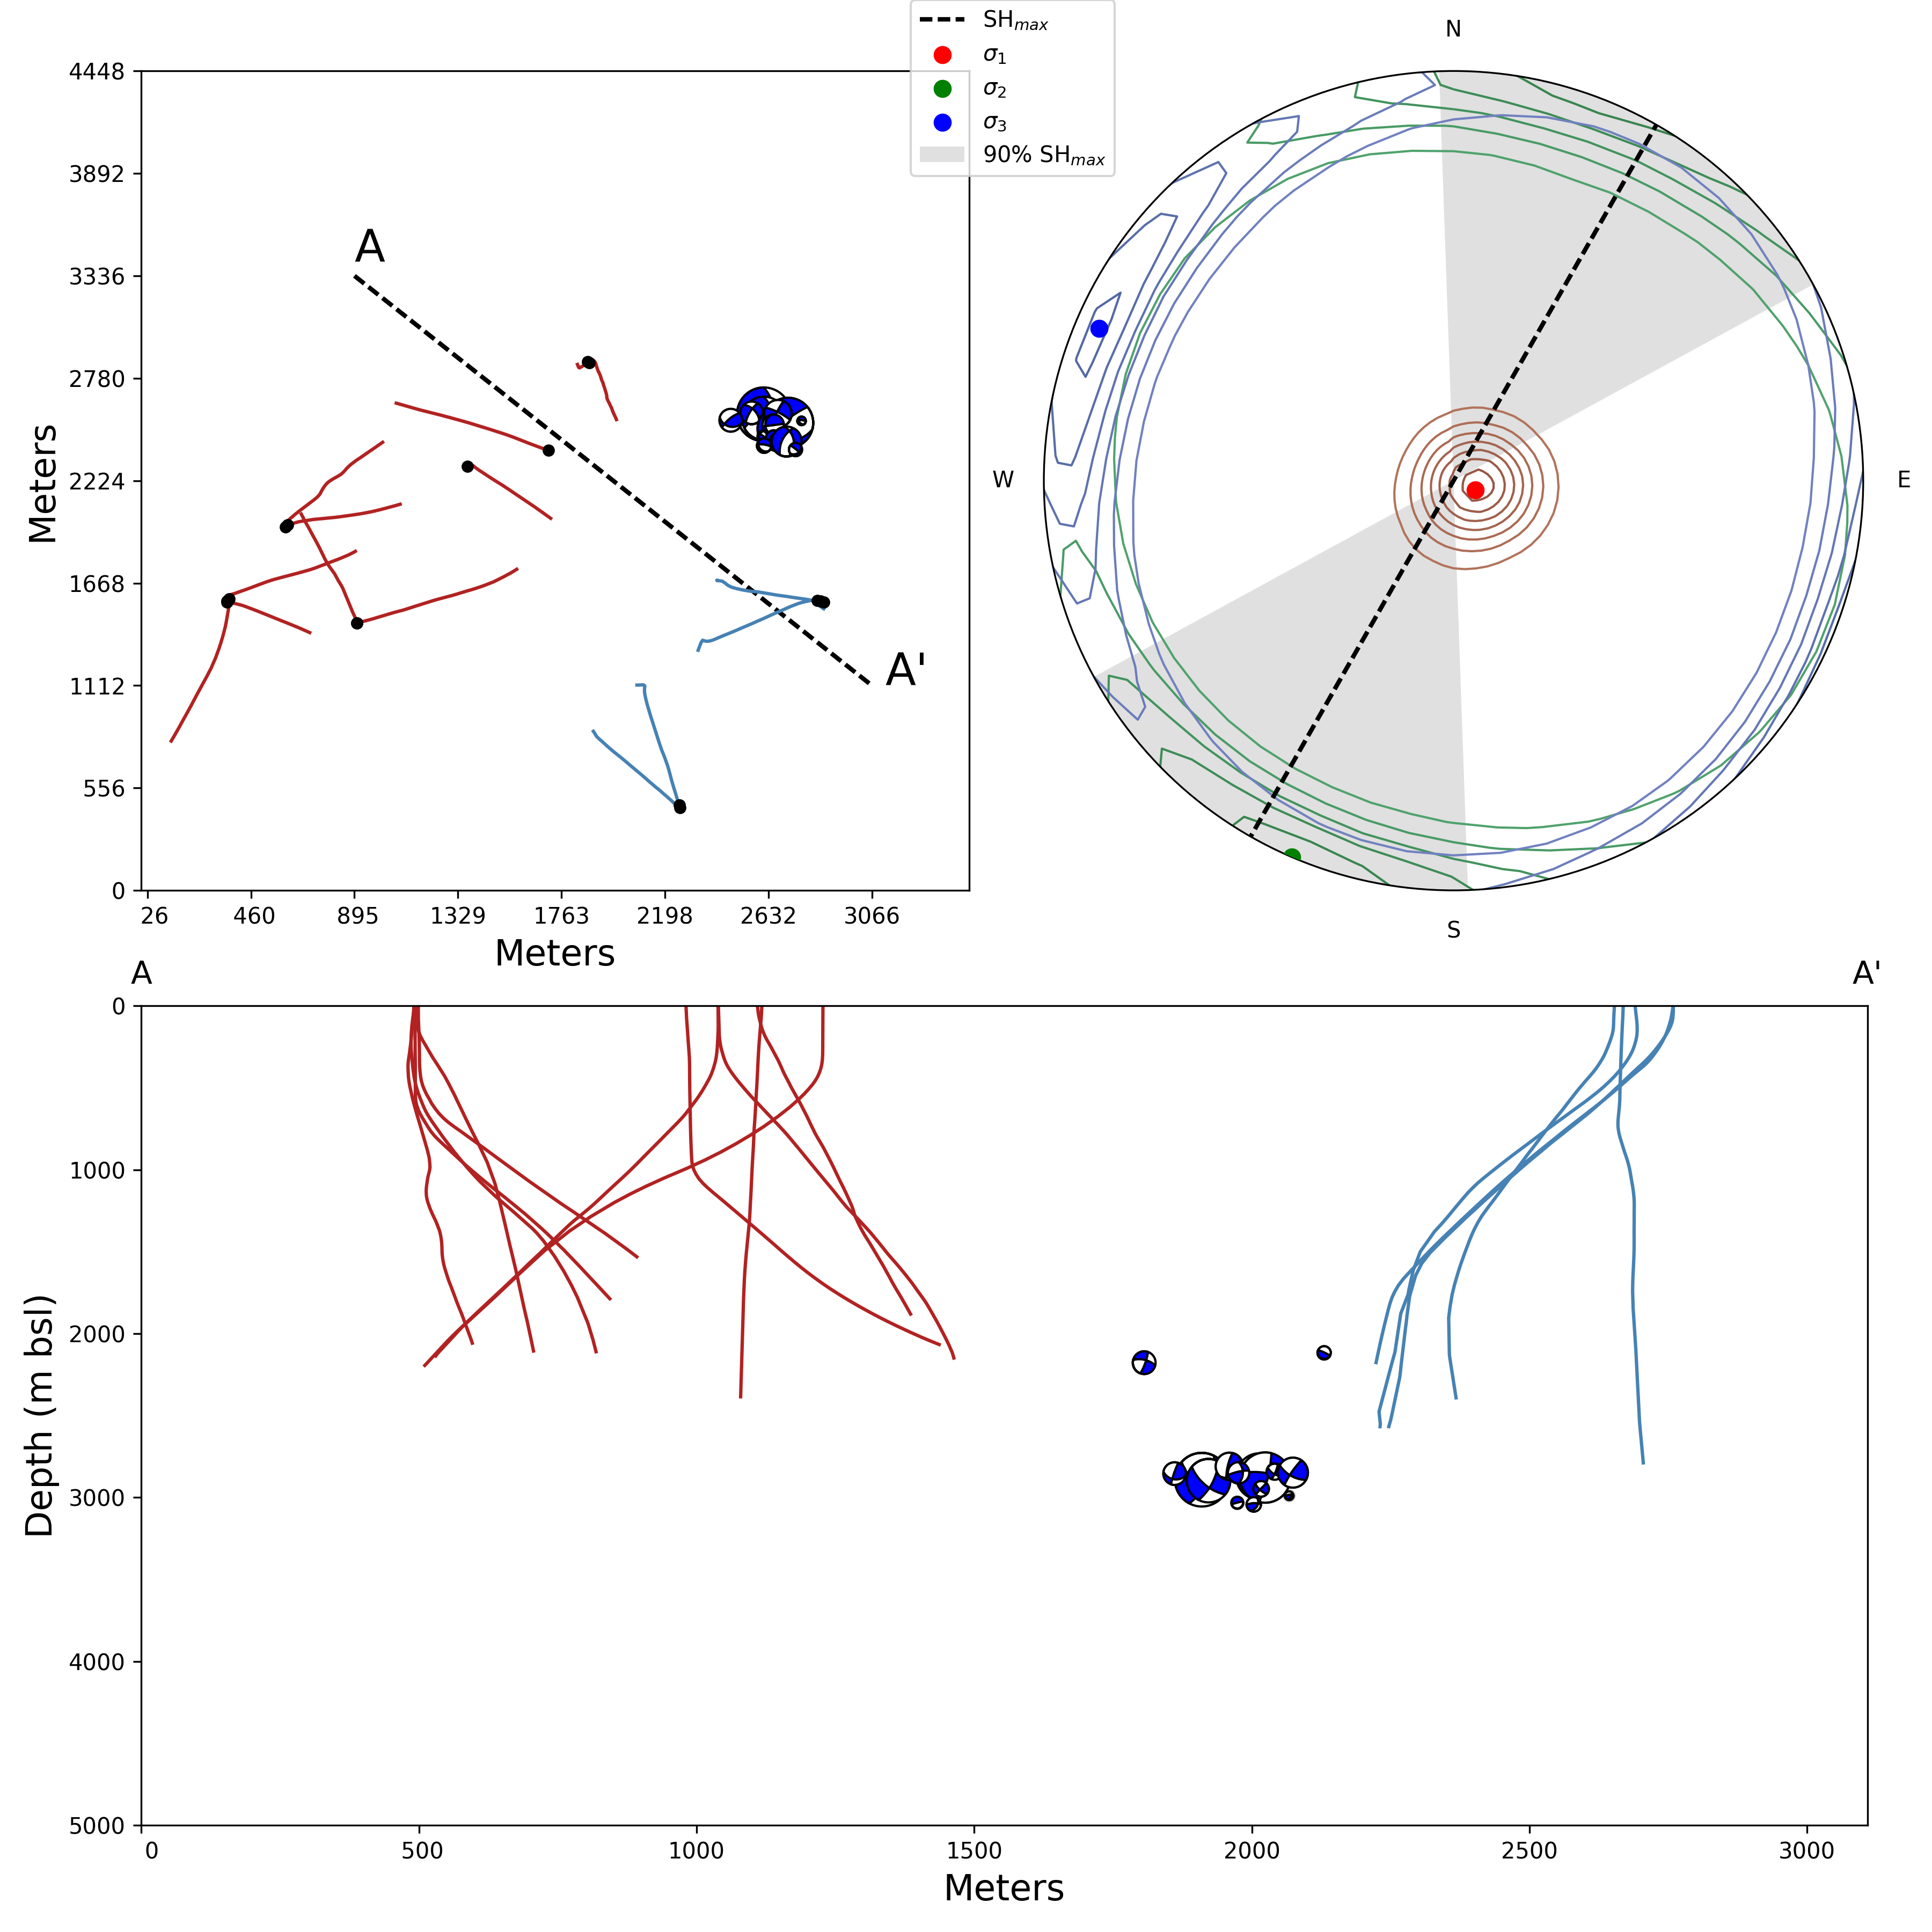 SHmax
σ1
σ2
σ3
90% SHmax
N
W
E
S
4448
3892
3336
2780
2224
1668
1112
556
0
Meters
A
A'
26 460 895 1329 1763 2198 2632 3066
Meters
A A'
0
1000
2000
3000
4000
5000
Depth (m bsl)
0 500 1000 1500 2000 2500 3000
Meters